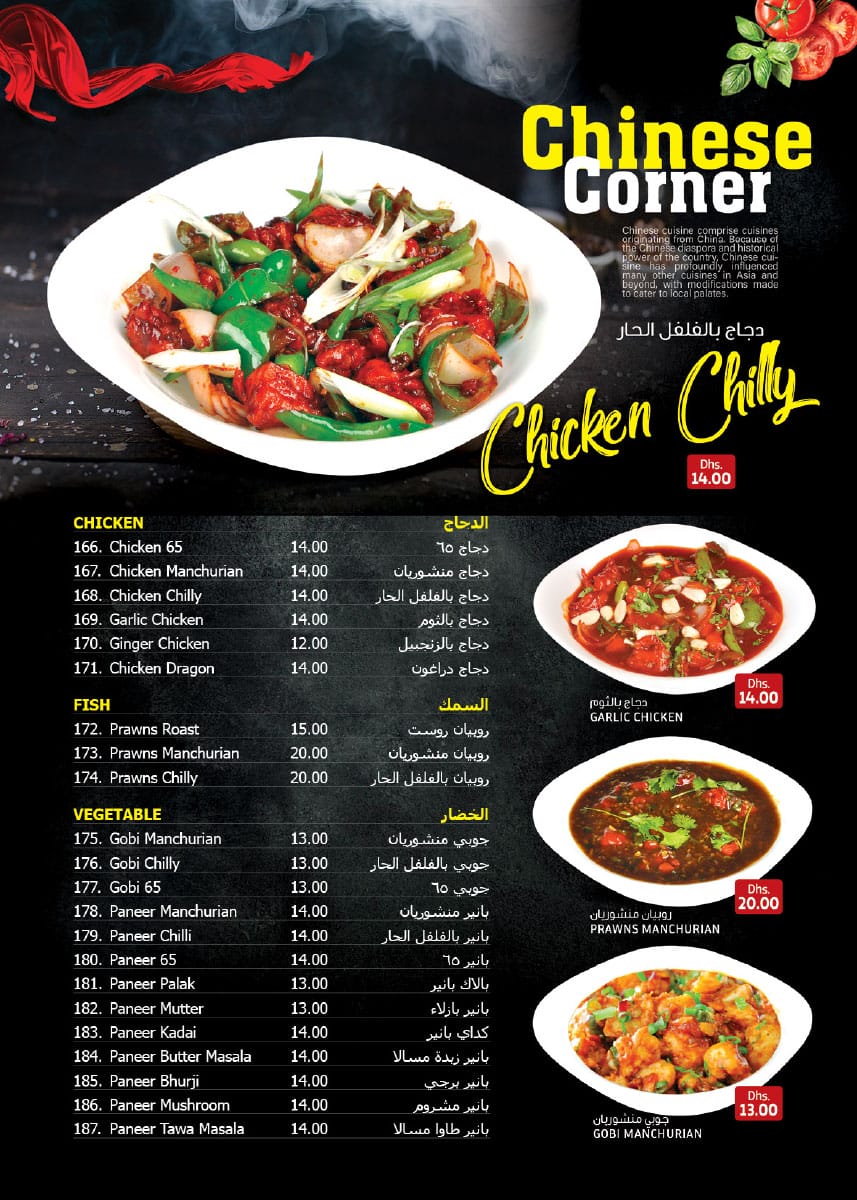 Chinese
Corner
Chinese cuisine comprise cuisines
originating from China. Because of
the Chinese diaspora and historical
power of the country, Chinese cui-
sine has profoundly influenced
many other cuisines in Asia and
beyond, with modifications made
to cater to local palates.
دجاج بالفلفل الحار
Chicken Chilly
Dhs.
14.00
CHICKEN الدجاج
166. Chicken 65 14.00 دجاج ٦٥
167. Chicken Manchurian 14.00 دجاج منشوريان
168. Chicken Chilly 14.00 دجاج بالفلفل الحار
169. Garlic Chicken 14.00 دجاج بالثوم
170. Ginger Chicken 12.00 دجاج بالزنجبيل
171. Chicken Dragon 14.00 دجاج دراغون
FISH السمك
172. Prawns Roast 15.00 روبيان روست
173. Prawns Manchurian 20.00 روبيان منشوريان
174. Prawns Chilly 20.00 روبيان بالفلفل الحار
VEGETABLE الخضار
175. Gobi Manchurian 13.00 جوبي منشوريان
176. Gobi Chilly 13.00 جوبي بالفلفل الحار
177. Gobi 65 13.00 جوبي ٦٥
178. Paneer Manchurian 14.00 بانير منشوريان
179. Paneer Chilli 14.00 بانير بالفلفل الحار
180. Paneer 65 14.00 بانير ٦٥
181. Paneer Palak 13.00 بالاك بانير
182. Paneer Mutter 13.00 بانير بازلاء
183. Paneer Kadai 14.00 كداي بانير
184. Paneer Butter Masala 14.00 بانير زبدة مسالا
185. Paneer Bhurji 14.00 بانير برجي
186. Paneer Mushroom 14.00 بانير مشروم
187. Paneer Tawa Masala 14.00 بانير طاوا مسالا
Dhs.
14.00
دجاج بالثوم
GARLIC CHICKEN
Dhs.
20.00
روبيان منشوريان
PRAWNS MANCHURIAN
Dhs.
13.00
جوبي منشوريان
GOBI MANCHURIAN